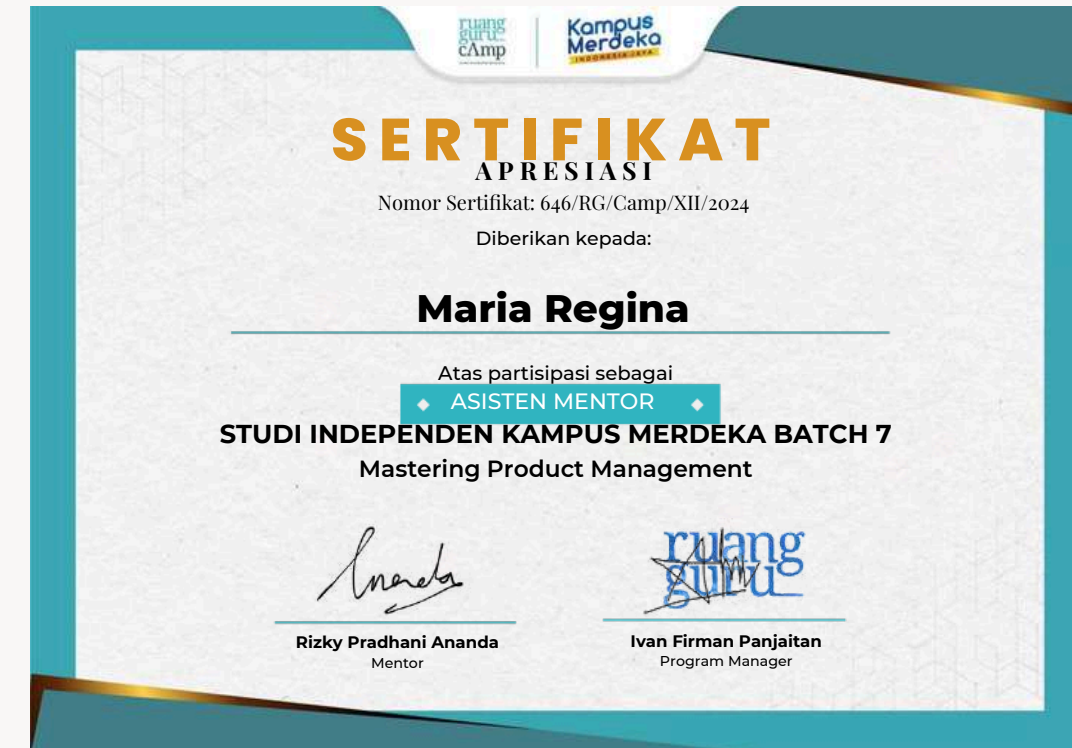 ruang
guru
cAmp
Kampus
Merdeka
INDONESIA JAYA
SERTIFIKAT
APRESIASI
Nomor Sertifikat: 646/RG/Camp/XII/2024
Diberikan kepada:
Maria Regina
Atas partisipasi sebagai
ASISTEN MENTOR
STUDI INDEPENDEN KAMPUS MERDEKA BATCH 7
Mastering Product Management
Ananda
ruang
guru
Rizky Pradhani Ananda
Mentor
Ivan Firman Panjaitan
Program Manager